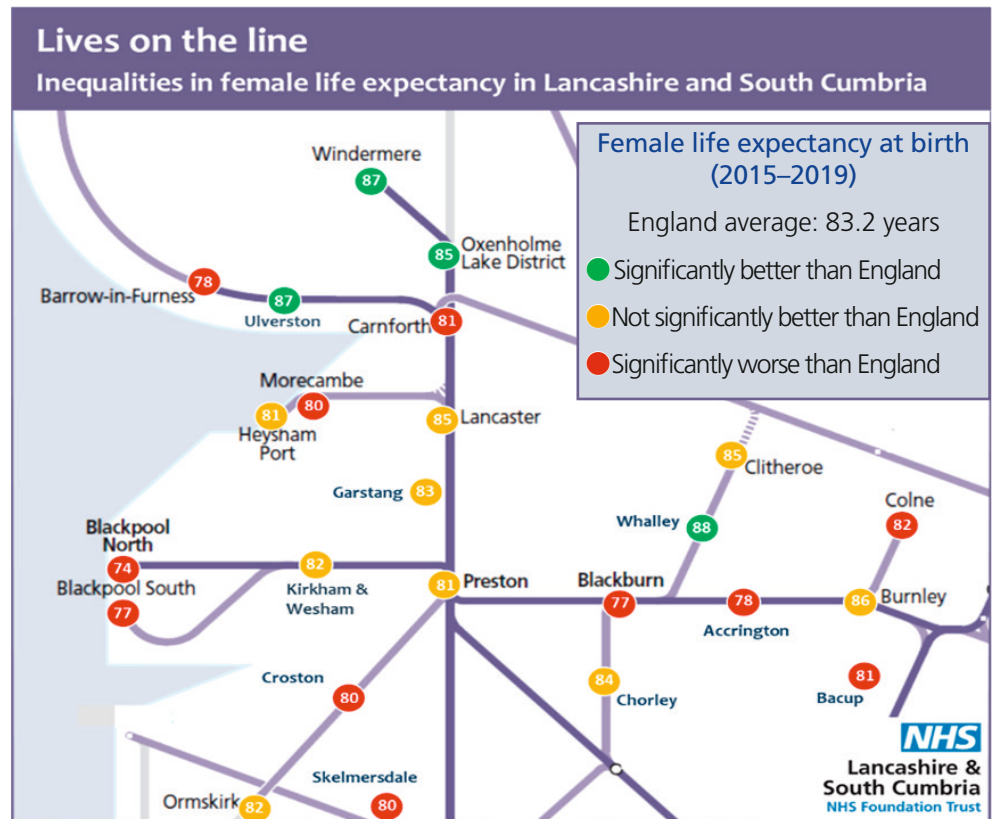 Lives on the line
Inequalities in female life expectancy in Lancashire and South Cumbria
Female life expectancy at birth
(2015–2019)
England average: 83.2 years
Significantly better than England
Not significantly better than England
Significantly worse than England
Windermere
87
85
Oxenholme
Lake District
78
Barrow-in-Furness
87
Ulverston
Carnforth
81
Morecambe
80
81
Heysham
Port
85
Lancaster
Garstang
83
85
Clitheroe
Whalley
88
Colne
82
Blackpool
North
74
Blackpool South
77
82
Kirkham &
Wesham
81
Preston
Blackburn
77
78
Accrington
86
Burnley
81
Bacup
84
Chorley
Croston
80
Skelmersdale
80
Ormskirk
82
NHS
Lancashire &
South Cumbria
NHS Foundation Trust